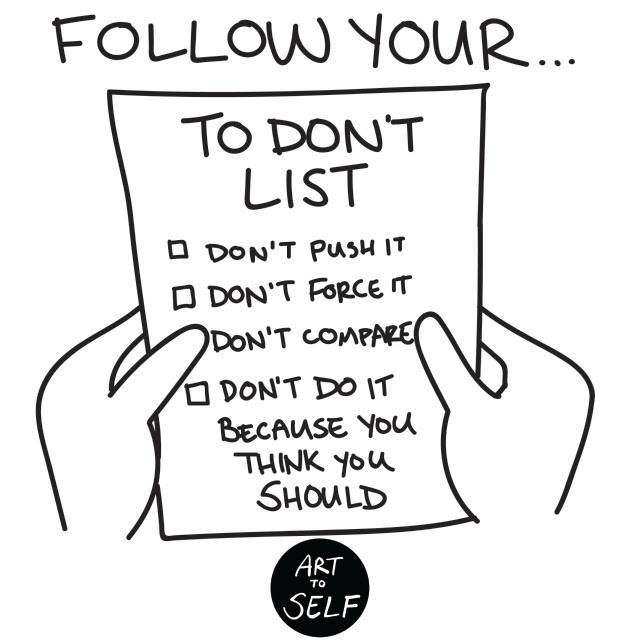 FOLLOW YOUR...
TO DON'T
LIST
DON'T PUSH IT
DON'T FORCE IT
DON'T COMPARE
DON'T DO IT
BECAUSE YOU
THINK YOU
SHOULD
ART
TO
SELF